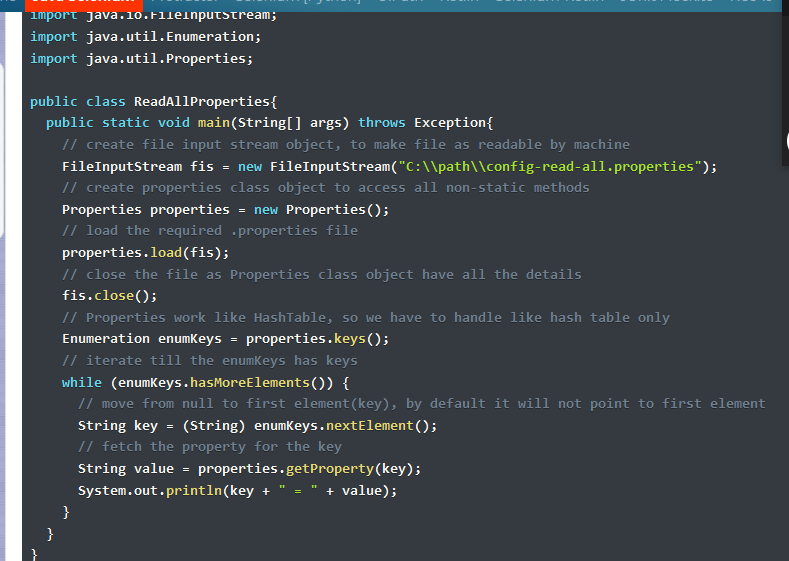 import java.io.FileInputStream;
import java.util.Enumeration;
import java.util.Properties;
public class ReadAllProperties{
public static void main(String[] args) throws Exception{
// create file input stream object, to make file as readable by machine
FileInputStream fis = new FileInputStream("C:\\path\\config-read-all.properties");
// create properties class object to access all non-static methods
Properties properties = new Properties();
// load the required .properties file
properties.load(fis);
// close the file as Properties class object have all the details
fis.close();
// Properties work like HashTable, so we have to handle like hash table only
Enumeration enumKeys = properties.keys();
// iterate till the enumKeys has keys
while (enumKeys.hasMoreElements()) {
// move from null to first element(key), by default it will not point to first element
String key = (String) enumKeys.nextElement();
// fetch the property for the key
String value = properties.getProperty(key);
System.out.println(key + " = " + value);
}
}
}